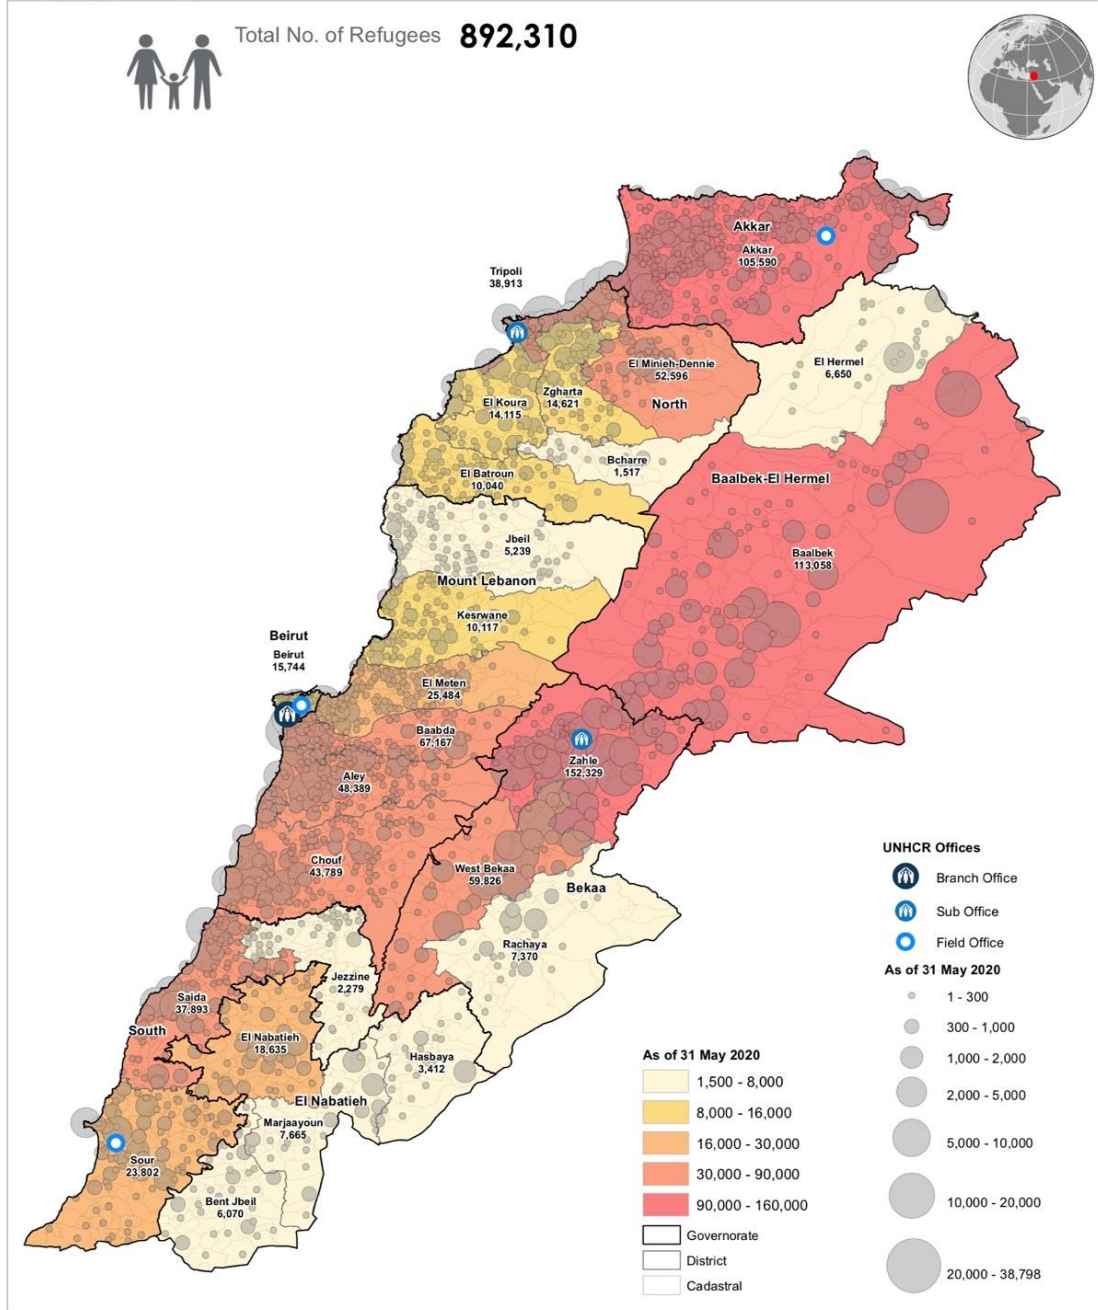 Total No. of Refugees 892,310
Akkar
Akkar
105,590
Tripoli
38,913
El Hermel
6,650
El Minieh-Dennie
52,596
Zgharta
14,621
El Koura
14,115
North
Bcharre
1,517
El Batroun
10,040
Baalbek-El Hermel
Jbeil
5,239
Baalbek
113,058
Mount Lebanon
Kesrwane
10,117
Beirut
Beirut
15,744
El Meten
25,484
Baabda
67,167
Zahle
152,329
Aley
48,389
Chouf
43,789
West Bekaa
59,826
Bekaa
Rachaya
7,370
Jezzine
2,279
Saida
37,893
South
El Nabatieh
18,635
Hasbaya
3,412
El Nabatieh
Marjaayoun
7,665
Sour
23,802
Bent Jbeil
6,070
UNHCR Offices
Branch Office
Sub Office
Field Office
As of 31 May 2020
1 - 300
300 - 1,000
1,000 - 2,000
2,000 - 5,000
5,000 - 10,000
10,000 - 20,000
20,000 - 38,798
As of 31 May 2020
1,500 - 8,000
8,000 - 16,000
16,000 - 30,000
30,000 - 90,000
90,000 - 160,000
Governorate
District
Cadastral